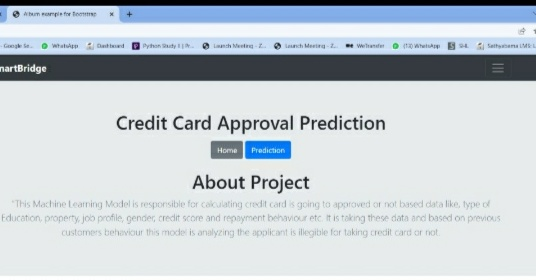 Album example for Bootstrap
Google Se... WhatsApp Dashboard Python Study II | Pr... Launch Meeting - Z... Launch Meeting - Z... WeTransfer (13) WhatsApp SHL Sathyabama LMS: L
martBridge
Credit Card Approval Prediction
Home Prediction
About Project
"This Machine Learning Model is responsible for calculating credit card is going to approved or not based data like, type of
Education, property, job profile, gender, credit score and repayment behaviour etc. It is taking these data and based on previous
customers behaviour this model is analyzing the applicant is illegible for taking credit card or not.